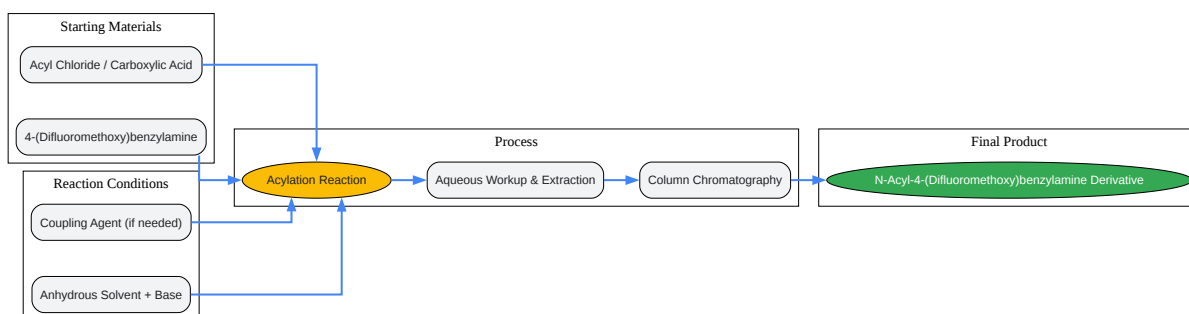 Starting Materials
Acyl Chloride / Carboxylic Acid
4-(Difluoromethoxy)benzylamine
Reaction Conditions
Coupling Agent (if needed)
Anhydrous Solvent + Base
Process
Acylation Reaction
Aqueous Workup & Extraction
Column Chromatography
Final Product
N-Acyl-4-(Difluoromethoxy)benzylamine Derivative